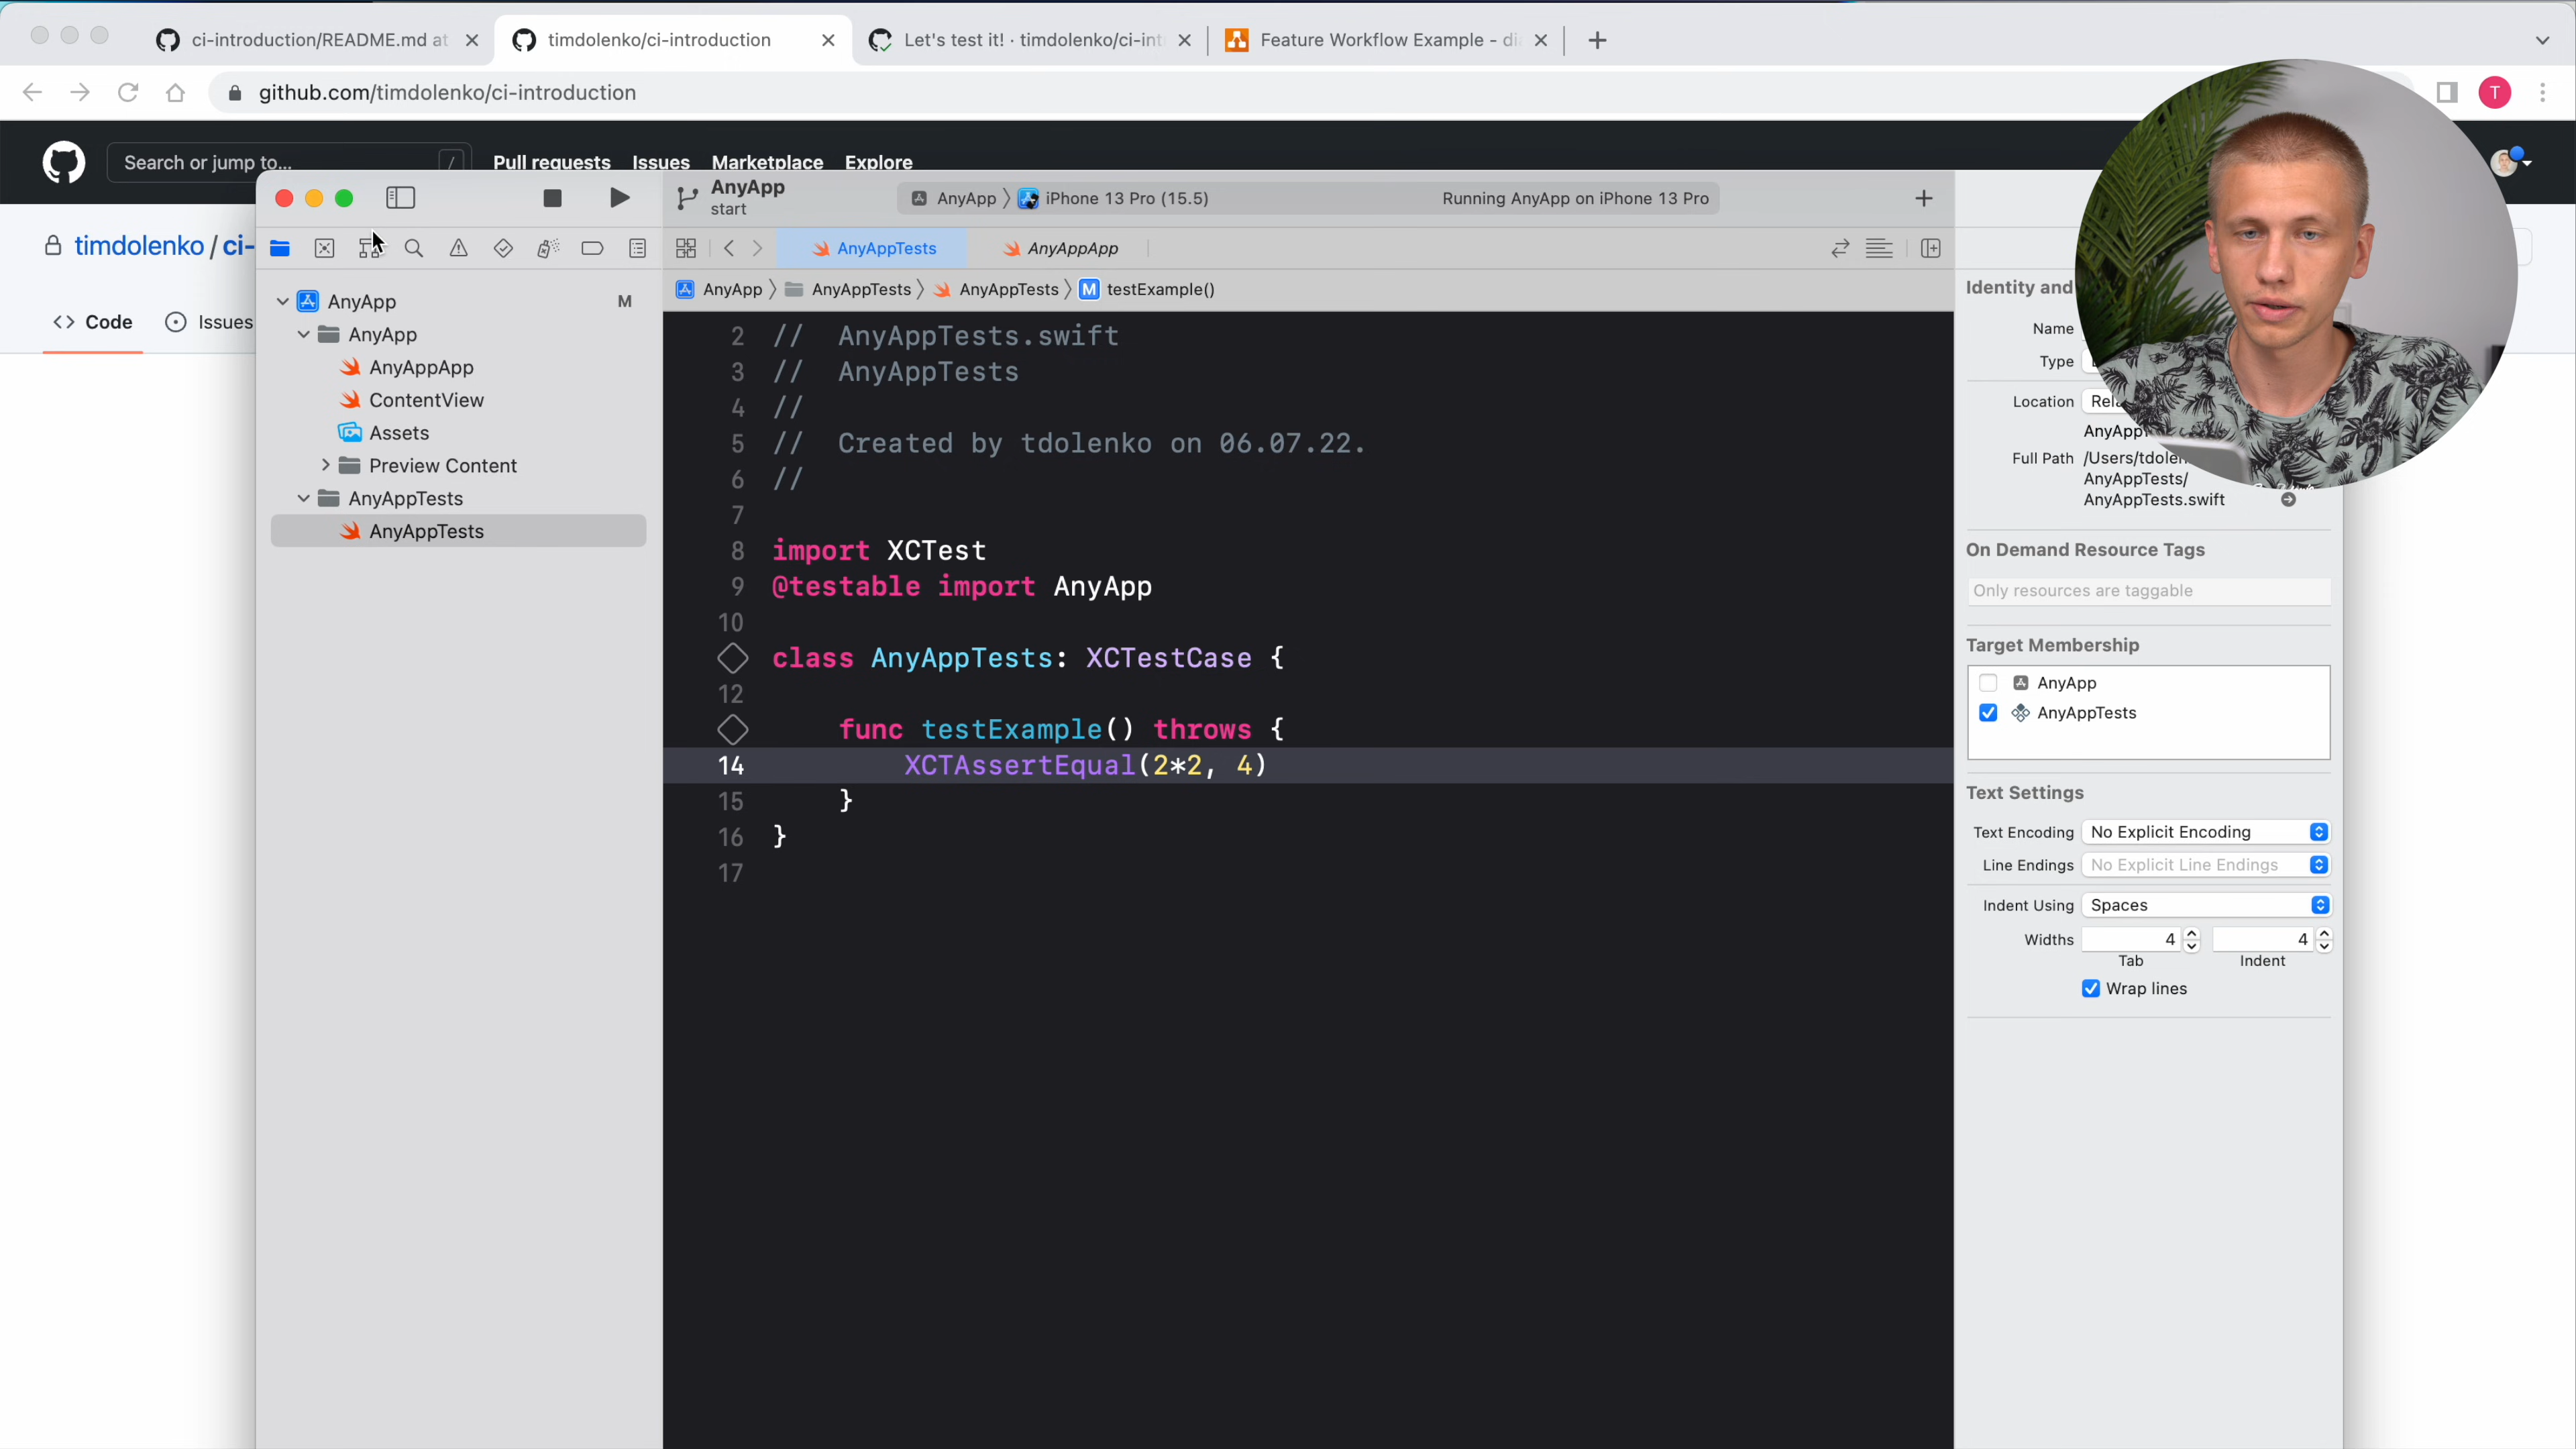 ci-introduction/README.md at
timdolenko/ci-introduction
Let's test it! · timdolenko/ci-int
Feature Workflow Example - di
github.com/timdolenko/ci-introduction
T
Search or jump to...
/
Pull requests
Issues
Marketplace
Explore
timdolenko / ci-
Code
Issues
AnyApp
start
AnyApp
iPhone 13 Pro (15.5)
Running AnyApp on iPhone 13 Pro
AnyAppTests
AnyAppApp
AnyApp
AnyAppTests
AnyAppTests
M
testExample()
AnyApp
M
AnyApp
AnyAppApp
ContentView
Assets
Preview Content
AnyAppTests
AnyAppTests
2 // AnyAppTests.swift
3 // AnyAppTests
4 //
5 // Created by tdolenko on 06.07.22.
6 //
7
8 import XCTest
9 @testable import AnyApp
10
class AnyAppTests: XCTestCase {
12
func testExample() throws {
14 XCTAssertEqual(2*2, 4)
15 }
16 }
17
Identity and
Name
Type
Location
Full Path
/Users/
AnyAppTests/
AnyAppTests.swift
On Demand Resource Tags
Only resources are taggable
Target Membership
AnyApp
AnyAppTests
Text Settings
Text Encoding
No Explicit Encoding
Line Endings
No Explicit Line Endings
Indent Using
Spaces
Widths
4
4
Tab
Indent
Wrap lines